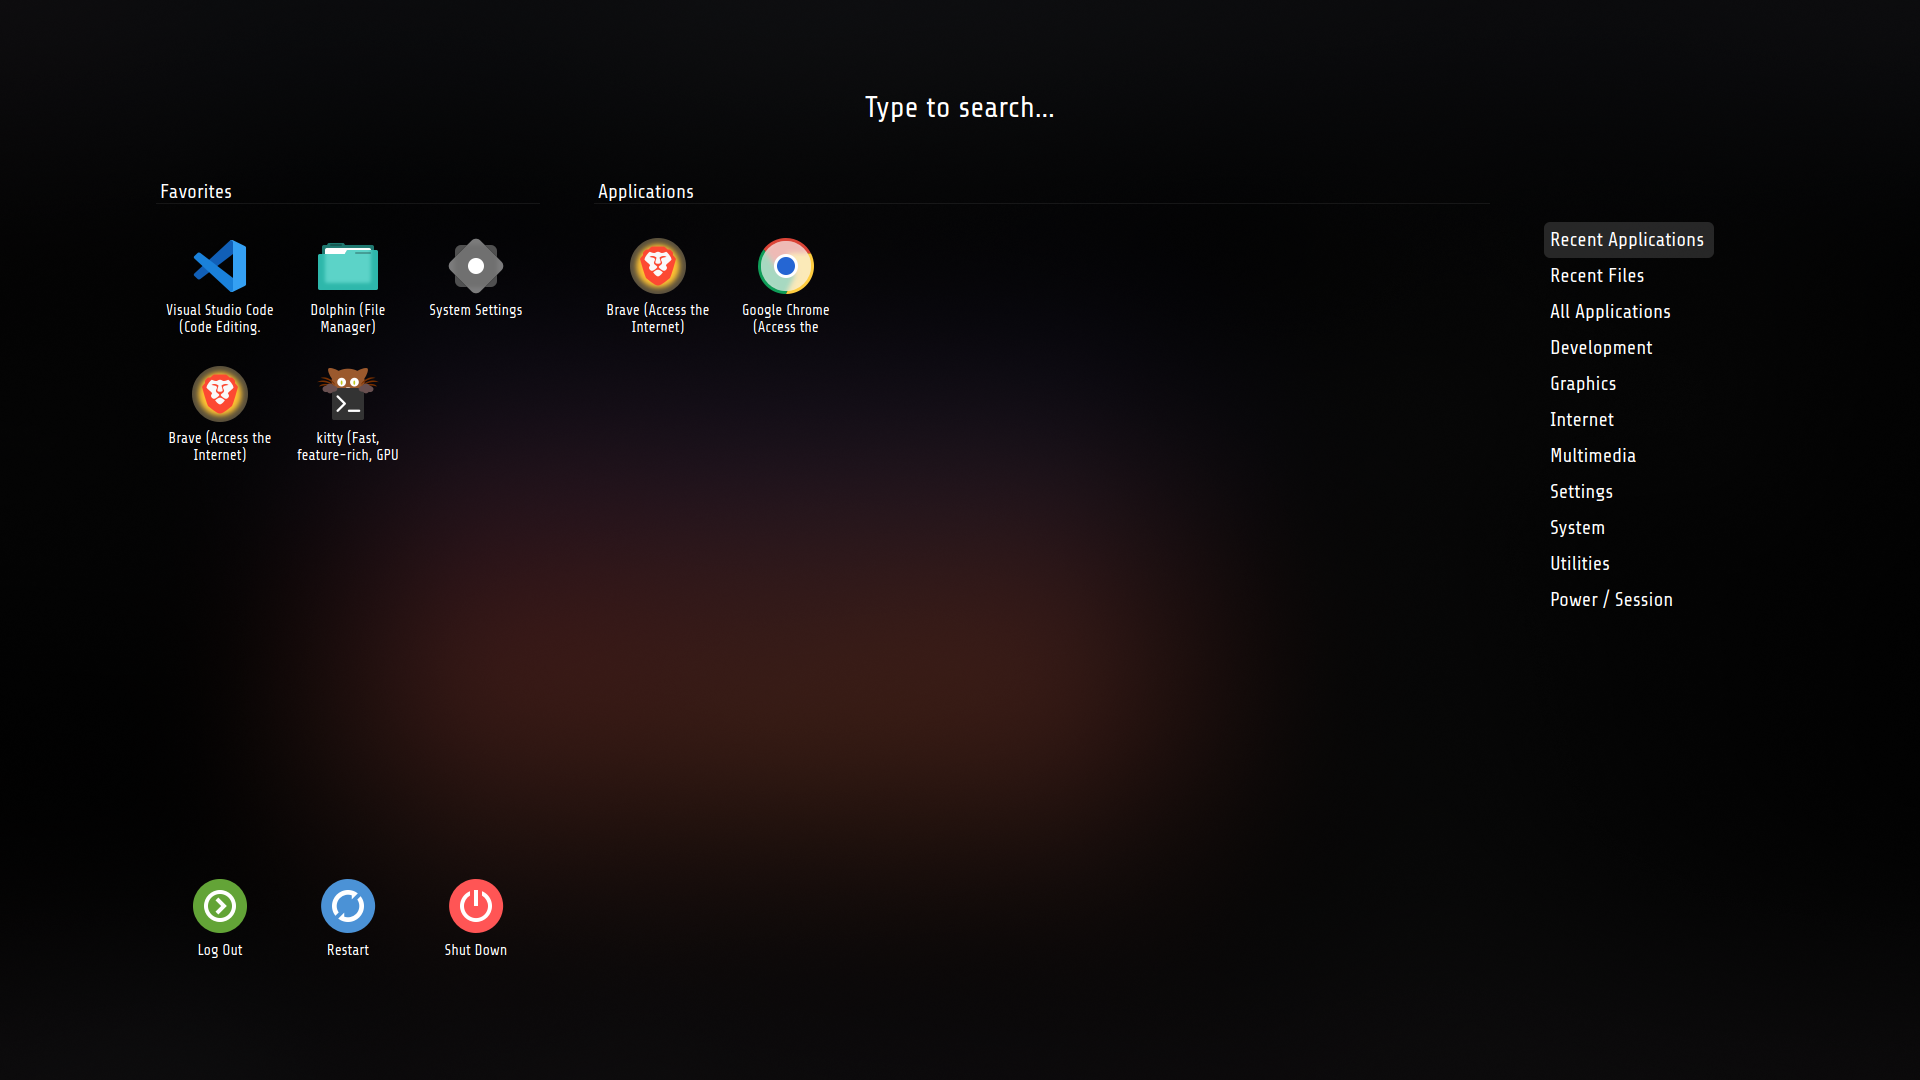 Type to search...
Favorites
Visual Studio Code
(Code Editing.
Dolphin (File
Manager)
System Settings
Brave (Access the
Internet)
kitty (Fast,
feature-rich, GPU
Applications
Brave (Access the
Internet)
Google Chrome
(Access the
Recent Applications
Recent Files
All Applications
Development
Graphics
Internet
Multimedia
Settings
System
Utilities
Power / Session
Log Out
Restart
Shut Down